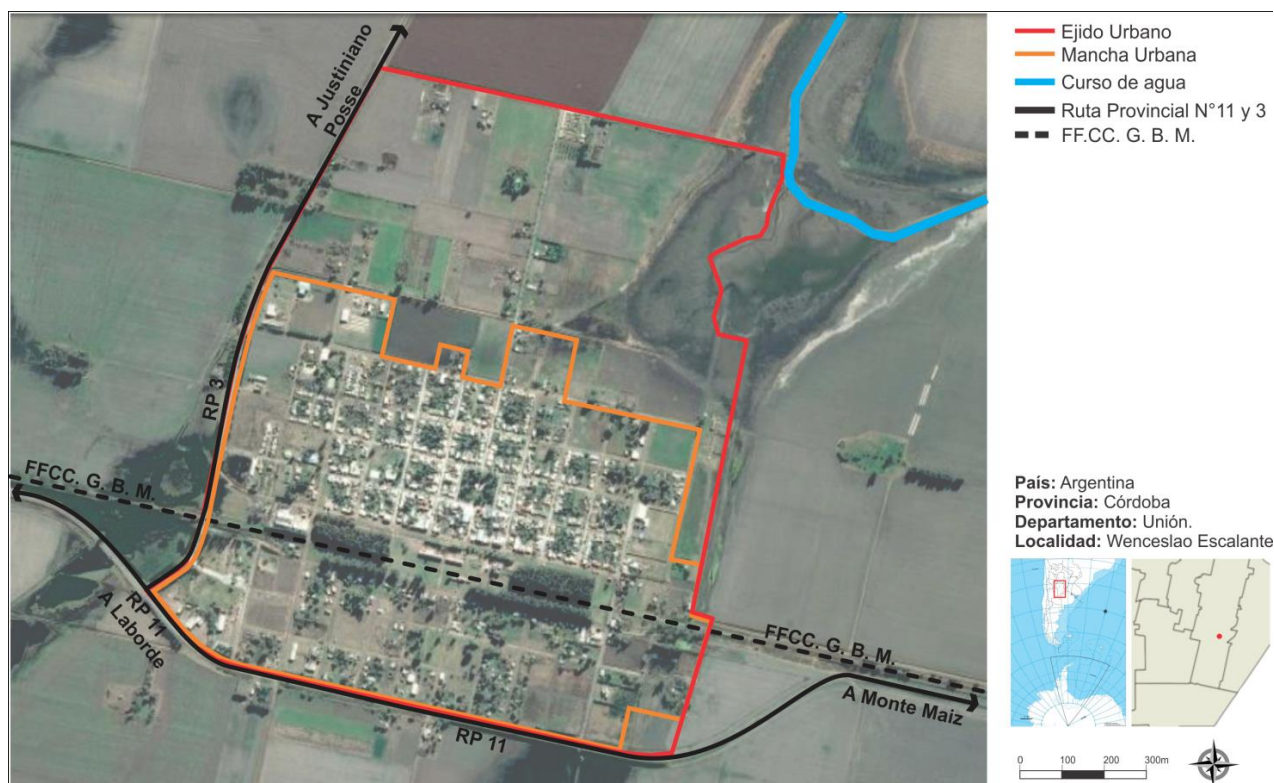 A Justiniano
Posse
RP 3
FFCC. G. B. M.
RP 11
A Laborde
RP 11
FFCC. G. B. M.
A Monte Maiz
Ejido Urbano
Mancha Urbana
Curso de agua
Ruta Provincial N°11 y 3
FF.CC. G. B. M.
País: Argentina
Provincia: Córdoba
Departamento: Unión.
Localidad: Wenceslao Escalante
0 100 200 300m